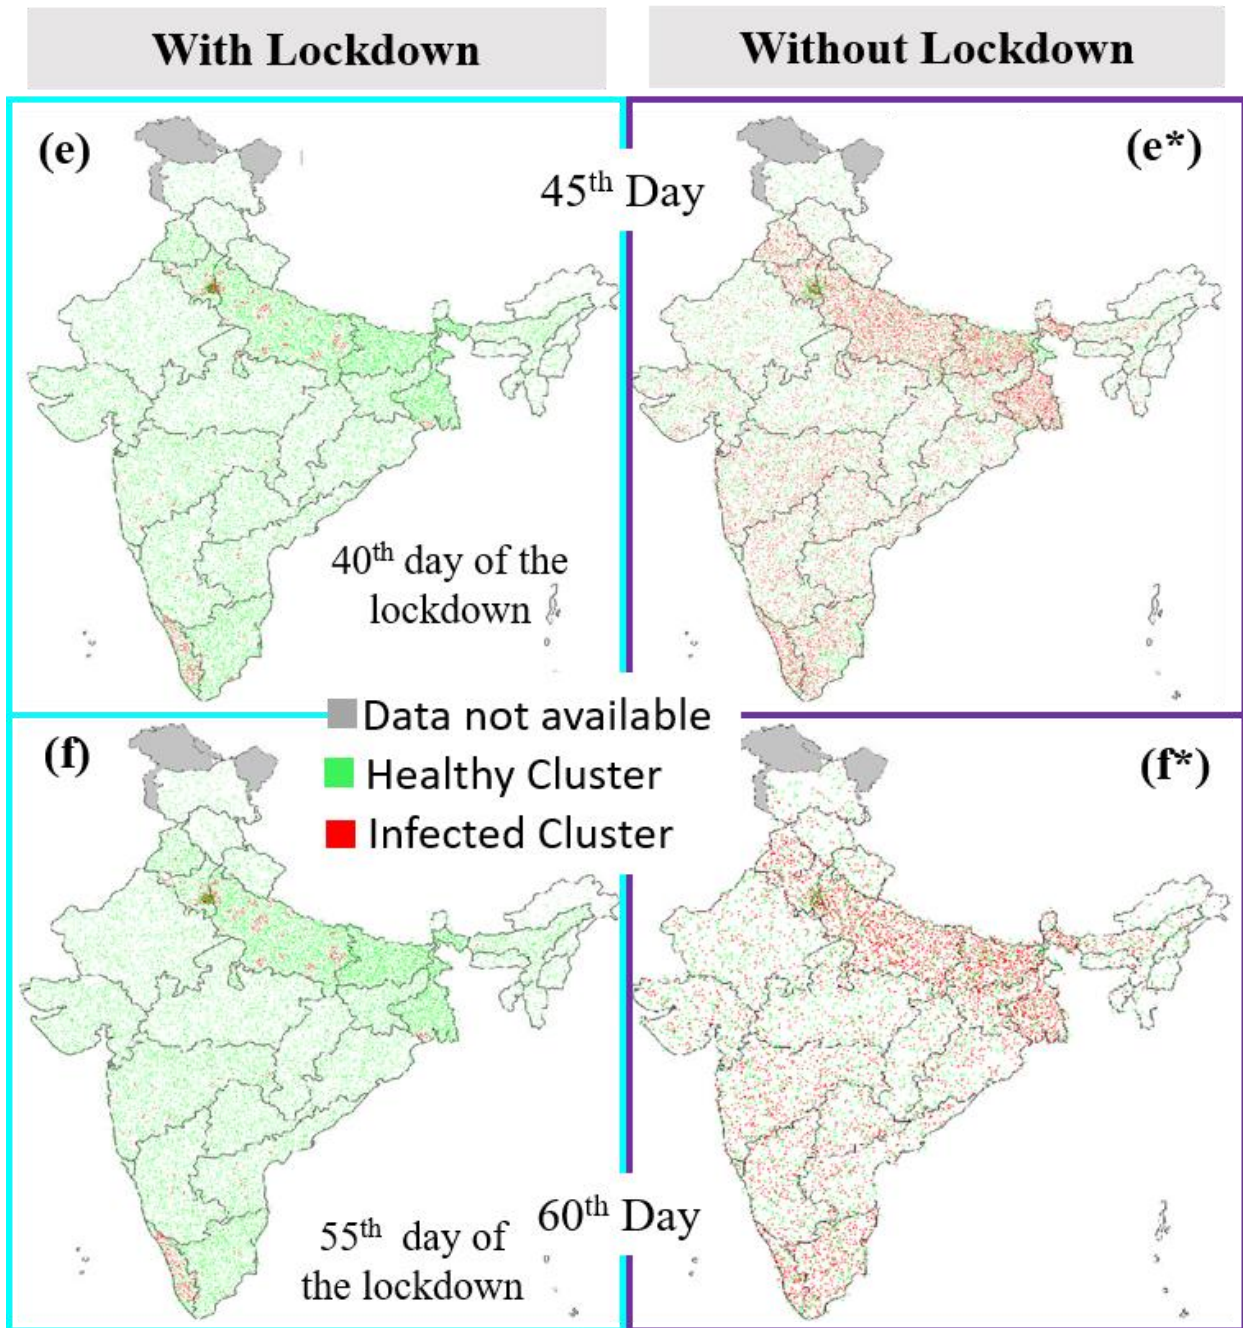 With Lockdown
Without Lockdown
(e)
(e*)
45th Day
40th day of the
lockdown
Data not available
Healthy Cluster
Infected Cluster
(f)
(f*)
60th Day
55th day of
the lockdown